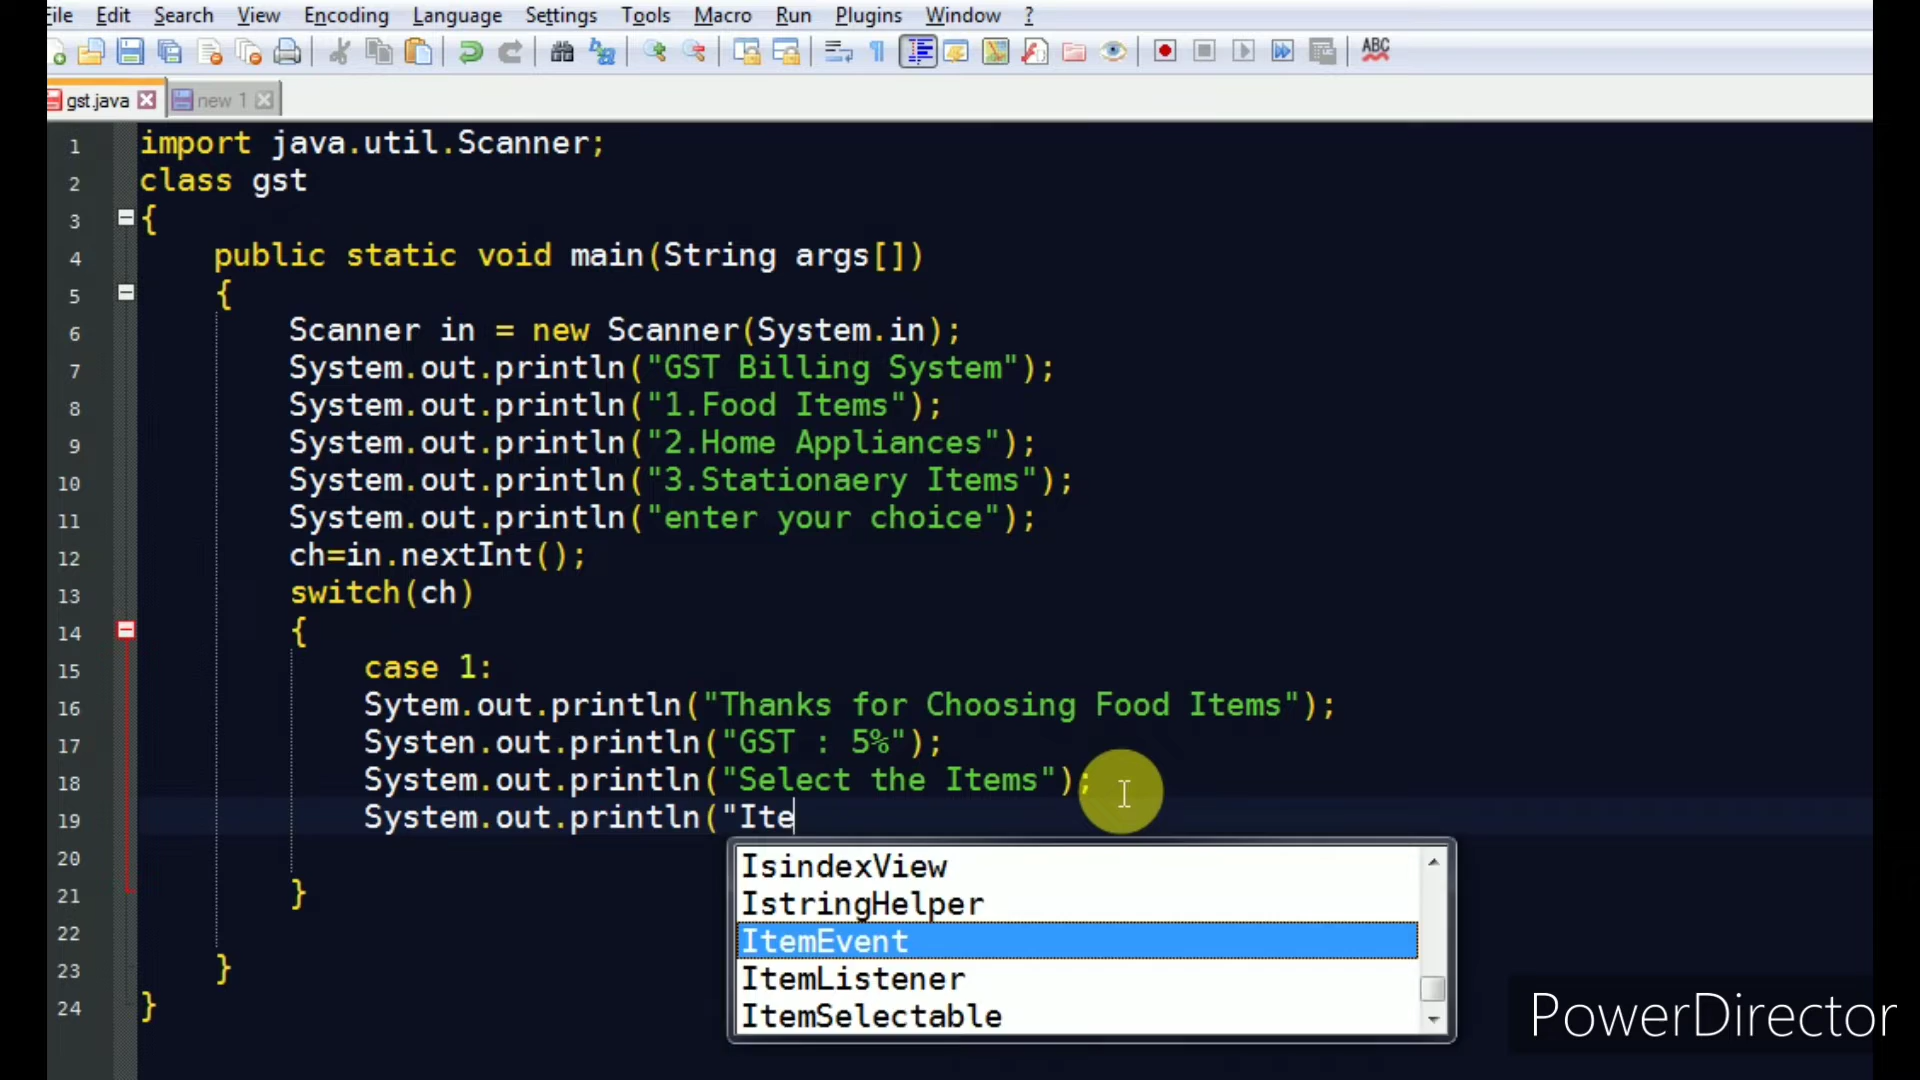 File Edit Search View Encoding Language Settings Tools Macro Run Plugins Window ?
ABC
gst.java new 1
1 import java.util.Scanner;
2 class gst
3 {
4 public static void main(String args[])
5 {
6 Scanner in = new Scanner(System.in);
7 System.out.println("GST Billing System");
8 System.out.println("1.Food Items");
9 System.out.println("2.Home Appliances");
10 System.out.println("3.Stationaery Items");
11 System.out.println("enter your choice");
12 ch=in.nextInt();
13 switch(ch)
14 {
15 case 1:
16 Sytem.out.println("Thanks for Choosing Food Items");
17 Systen.out.println("GST : 5%");
18 System.out.println("Select the Items");
19 System.out.println("Ite
IsindexView
20
IstringHelper
21 }
ItemEvent
22
23 }
ItemListener
24 }
ItemSelectable
PowerDirector